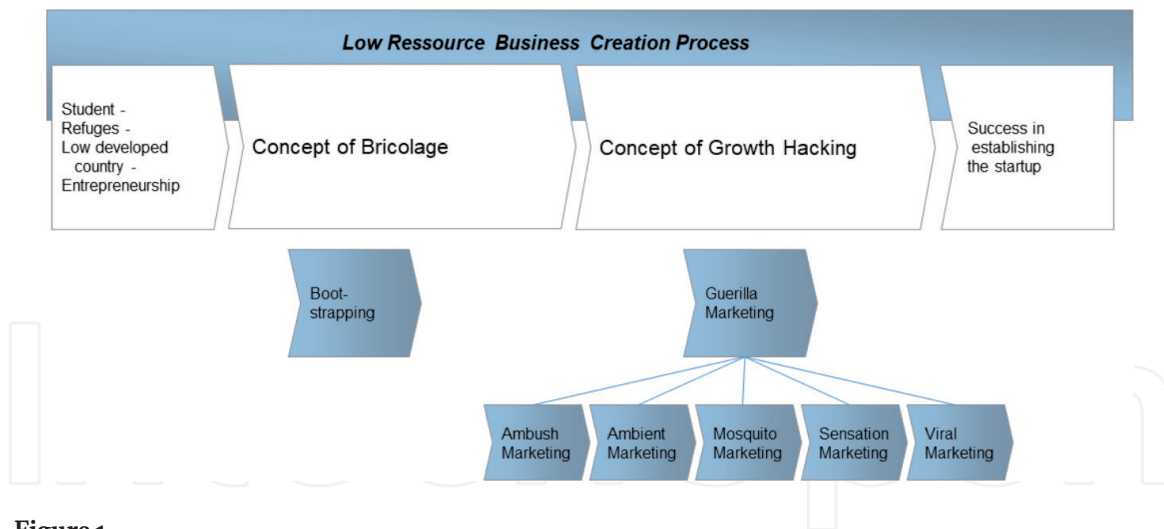 Low Ressource Business Creation Process
Student -
Refuges -
Low developed
country -
Entrepreneurship
Concept of Bricolage
Concept of Growth Hacking
Success in
establishing
the startup
Boot-
strapping
Guerilla
Marketing
Ambush
Marketing
Ambient
Marketing
Mosquito
Marketing
Sensation
Marketing
Viral
Marketing
Figure 1